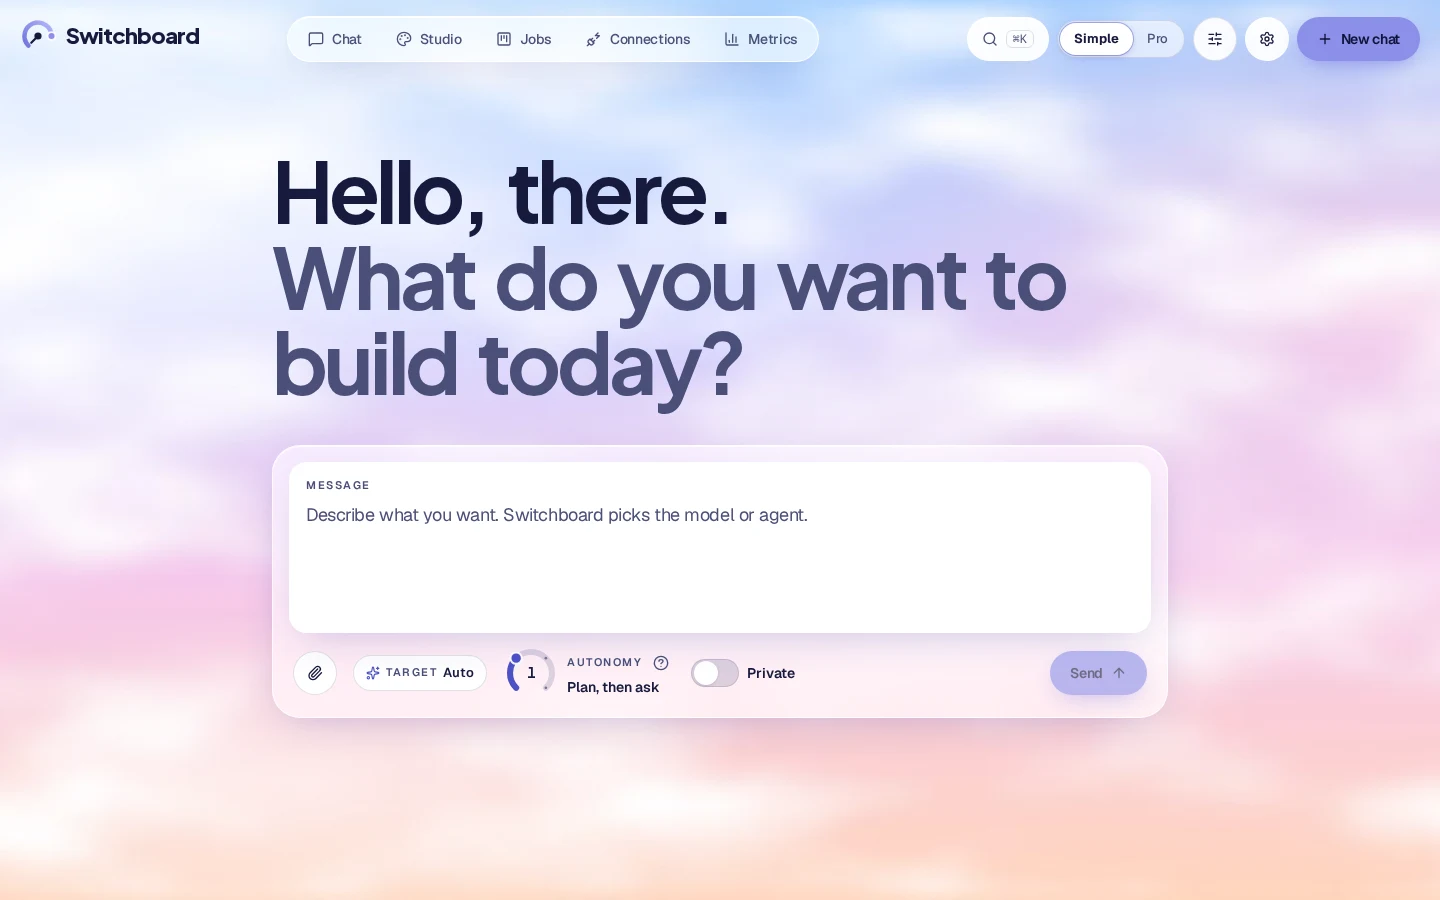 Switchboard
Chat
Studio
Jobs
Connections
Metrics
⌘K
Simple
Pro
New chat
Hello, there.
What do you want to
build today?
MESSAGE
Describe what you want. Switchboard picks the model or agent.
TARGET Auto
1
AUTONOMY
Plan, then ask
Private
Send